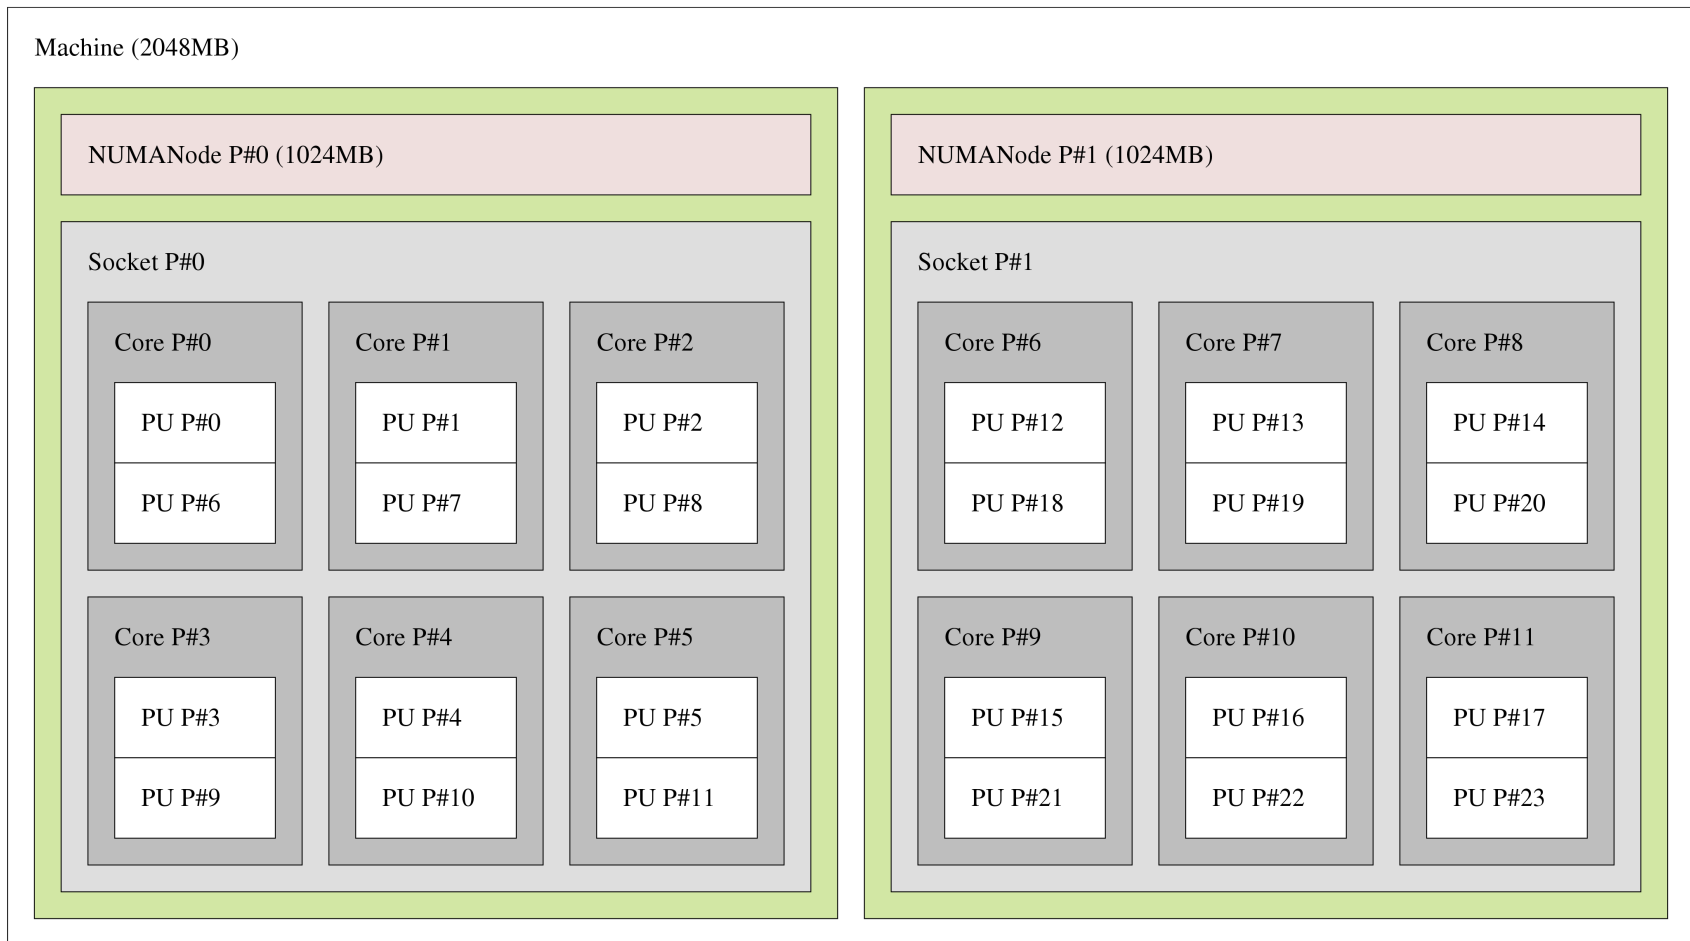 Machine (2048MB)
NUMANode P#0 (1024MB)
Socket P#0
Core P#0
PU P#0
PU P#6
Core P#1
PU P#1
PU P#7
Core P#2
PU P#2
PU P#8
Core P#3
PU P#3
PU P#9
Core P#4
PU P#4
PU P#10
Core P#5
PU P#5
PU P#11
NUMANode P#1 (1024MB)
Socket P#1
Core P#6
PU P#12
PU P#18
Core P#7
PU P#13
PU P#19
Core P#8
PU P#14
PU P#20
Core P#9
PU P#15
PU P#21
Core P#10
PU P#16
PU P#22
Core P#11
PU P#17
PU P#23